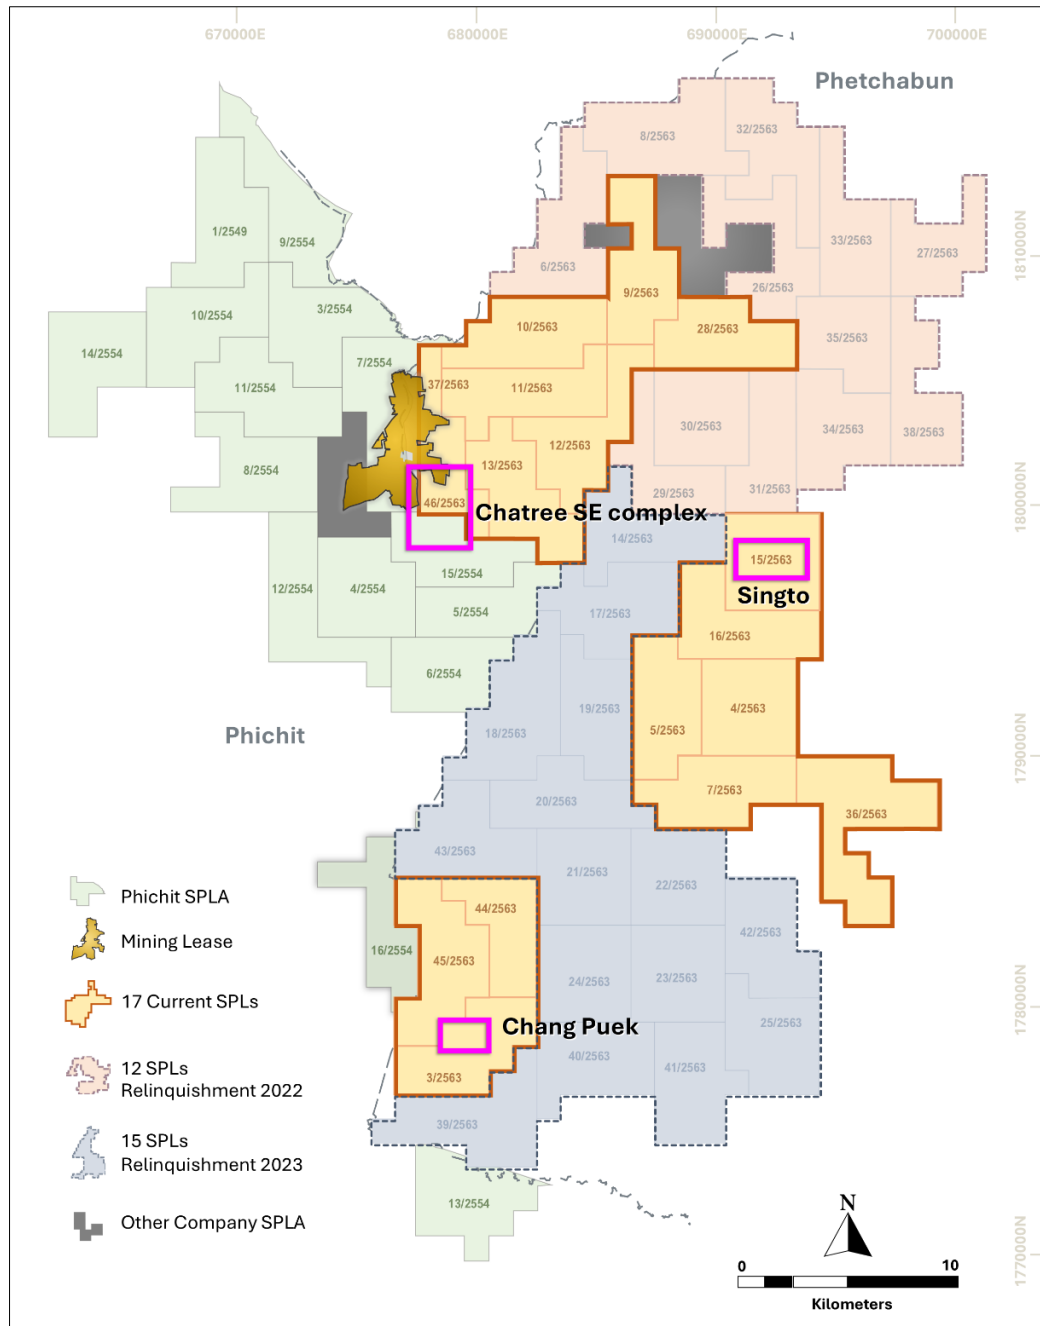 670000E
680000E
690000E
700000E
Phetchabun
8/2563
32/2563
1/2549
9/2554
33/2563
27/2563
1810000N
6/2563
26/2563
9/2563
3/2554
10/2554
10/2563
28/2563
14/2554
7/2554
35/2563
11/2554
37/2563
11/2563
30/2563
34/2563
38/2563
8/2554
12/2563
13/2563
29/2563
31/2563
46/2563
Chatree SE complex
1800000N
14/2563
15/2563
Singto
12/2554
4/2554
15/2554
5/2554
17/2563
16/2563
6/2554
Phichit
18/2563
19/2563
5/2563
4/2563
1790000N
7/2563
20/2563
36/2563
43/2563
21/2563
22/2563
44/2563
42/2563
16/2554
45/2563
24/2563
23/2563
25/2563
1780000N
Chang Puek
40/2563
41/2563
3/2563
39/2563
13/2554
1770000N
Phichit SPLA
Mining Lease
17 Current SPLs
12 SPLs
Relinquishment 2022
15 SPLs
Relinquishment 2023
Other Company SPLA
N
0
10
Kilometers